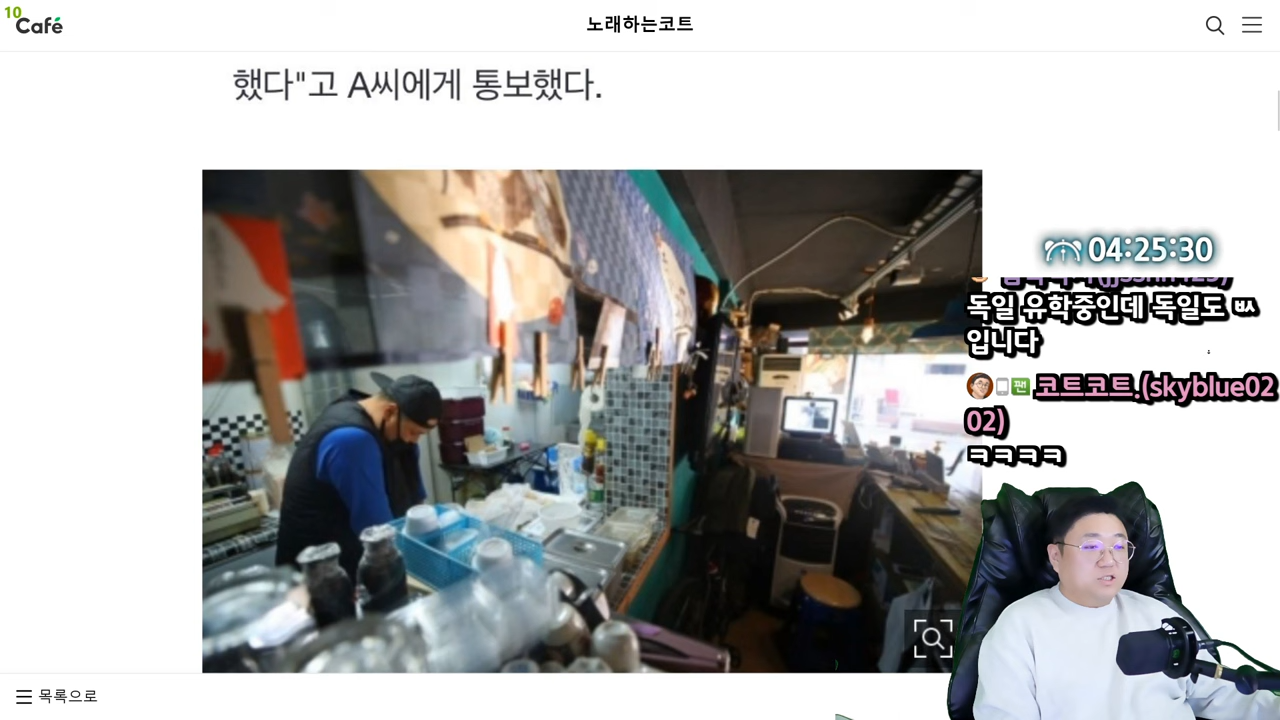 10
Café
노래하는코트
했다"고 A씨에게 통보했다.
04:25:30
독일 유학중인데 독일도 ㅆ
입니다
짼 코트코트.(skyblue02
02)
ㅋㅋㅋㅋ
목록으로